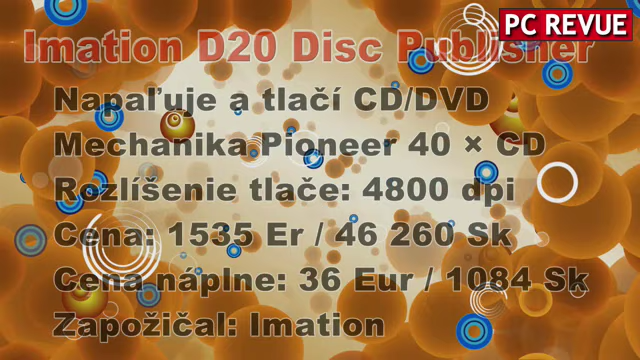 PC REVUE
Imation D20 Disc Publisher
Napaľuje a tlačí CD/DVD
Mechanika Pioneer 40 × CD
Rozlíšenie tlače: 4800 dpi
Cena: 1535 Er / 46 260 Sk
Cena náplne: 36 Eur / 1084 Sk
Zapožičal: Imation